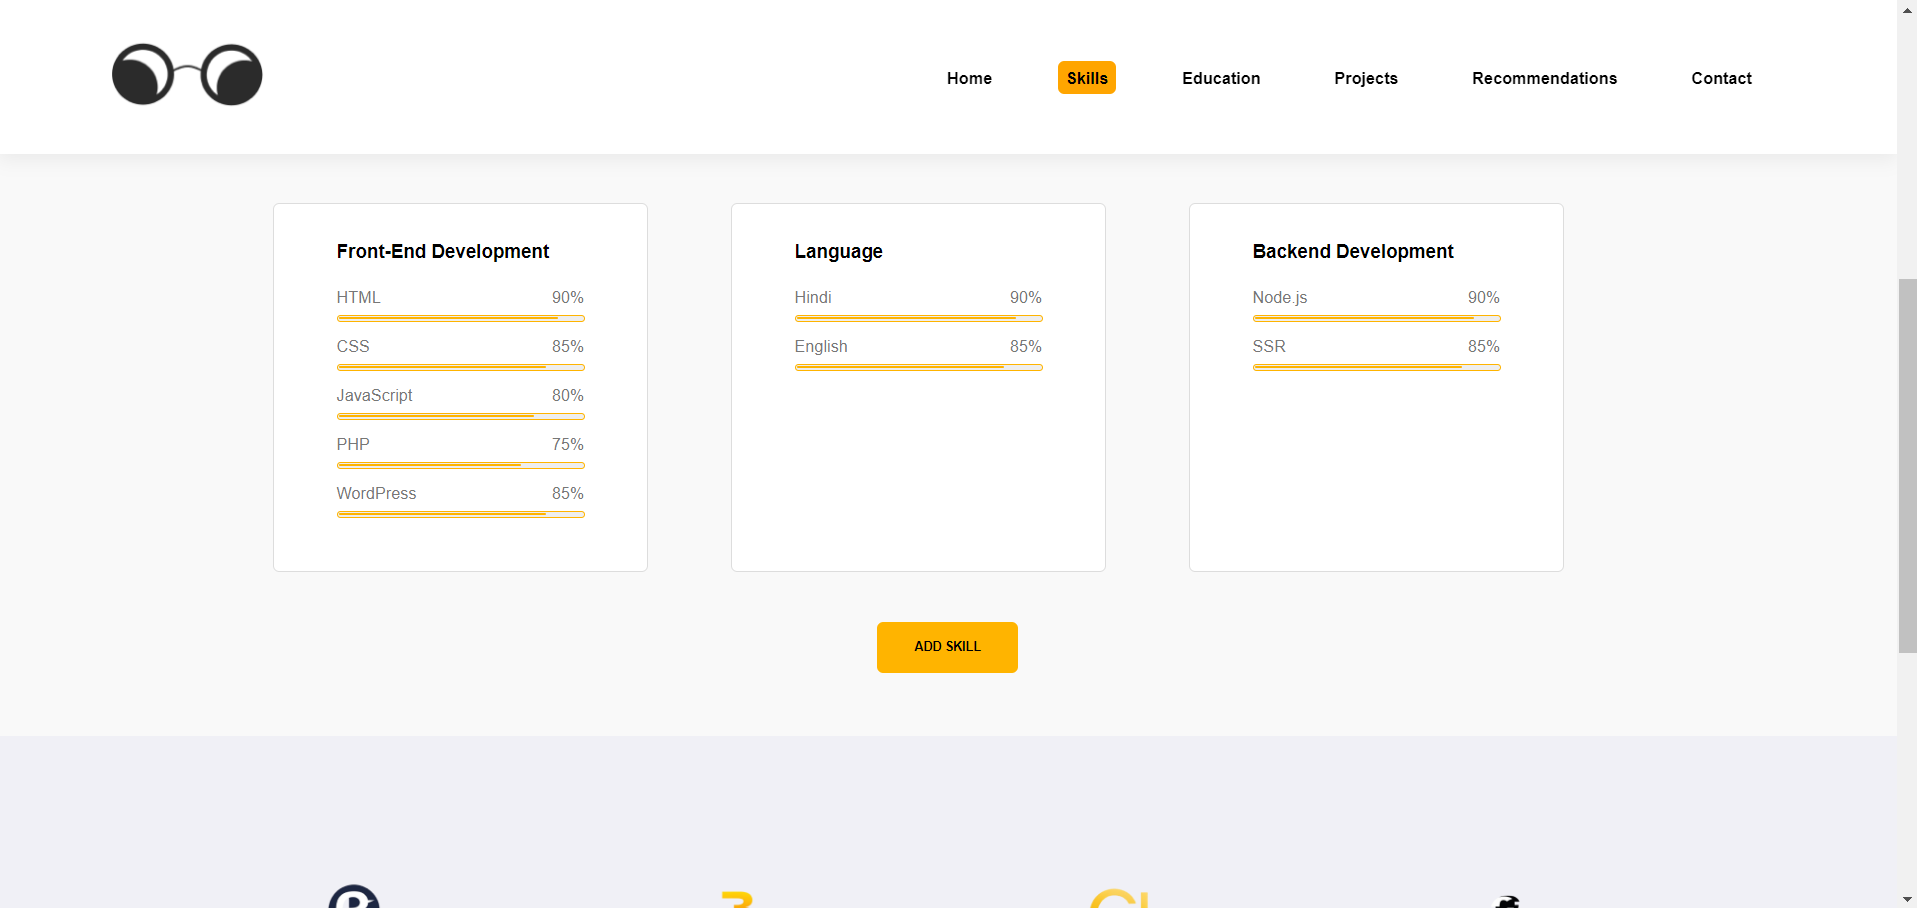 Home Skills Education Projects Recommendations Contact
Front-End Development
HTML 90%
CSS 85%
JavaScript 80%
PHP 75%
WordPress 85%
Language
Hindi 90%
English 85%
Backend Development
Node.js 90%
SSR 85%
ADD SKILL